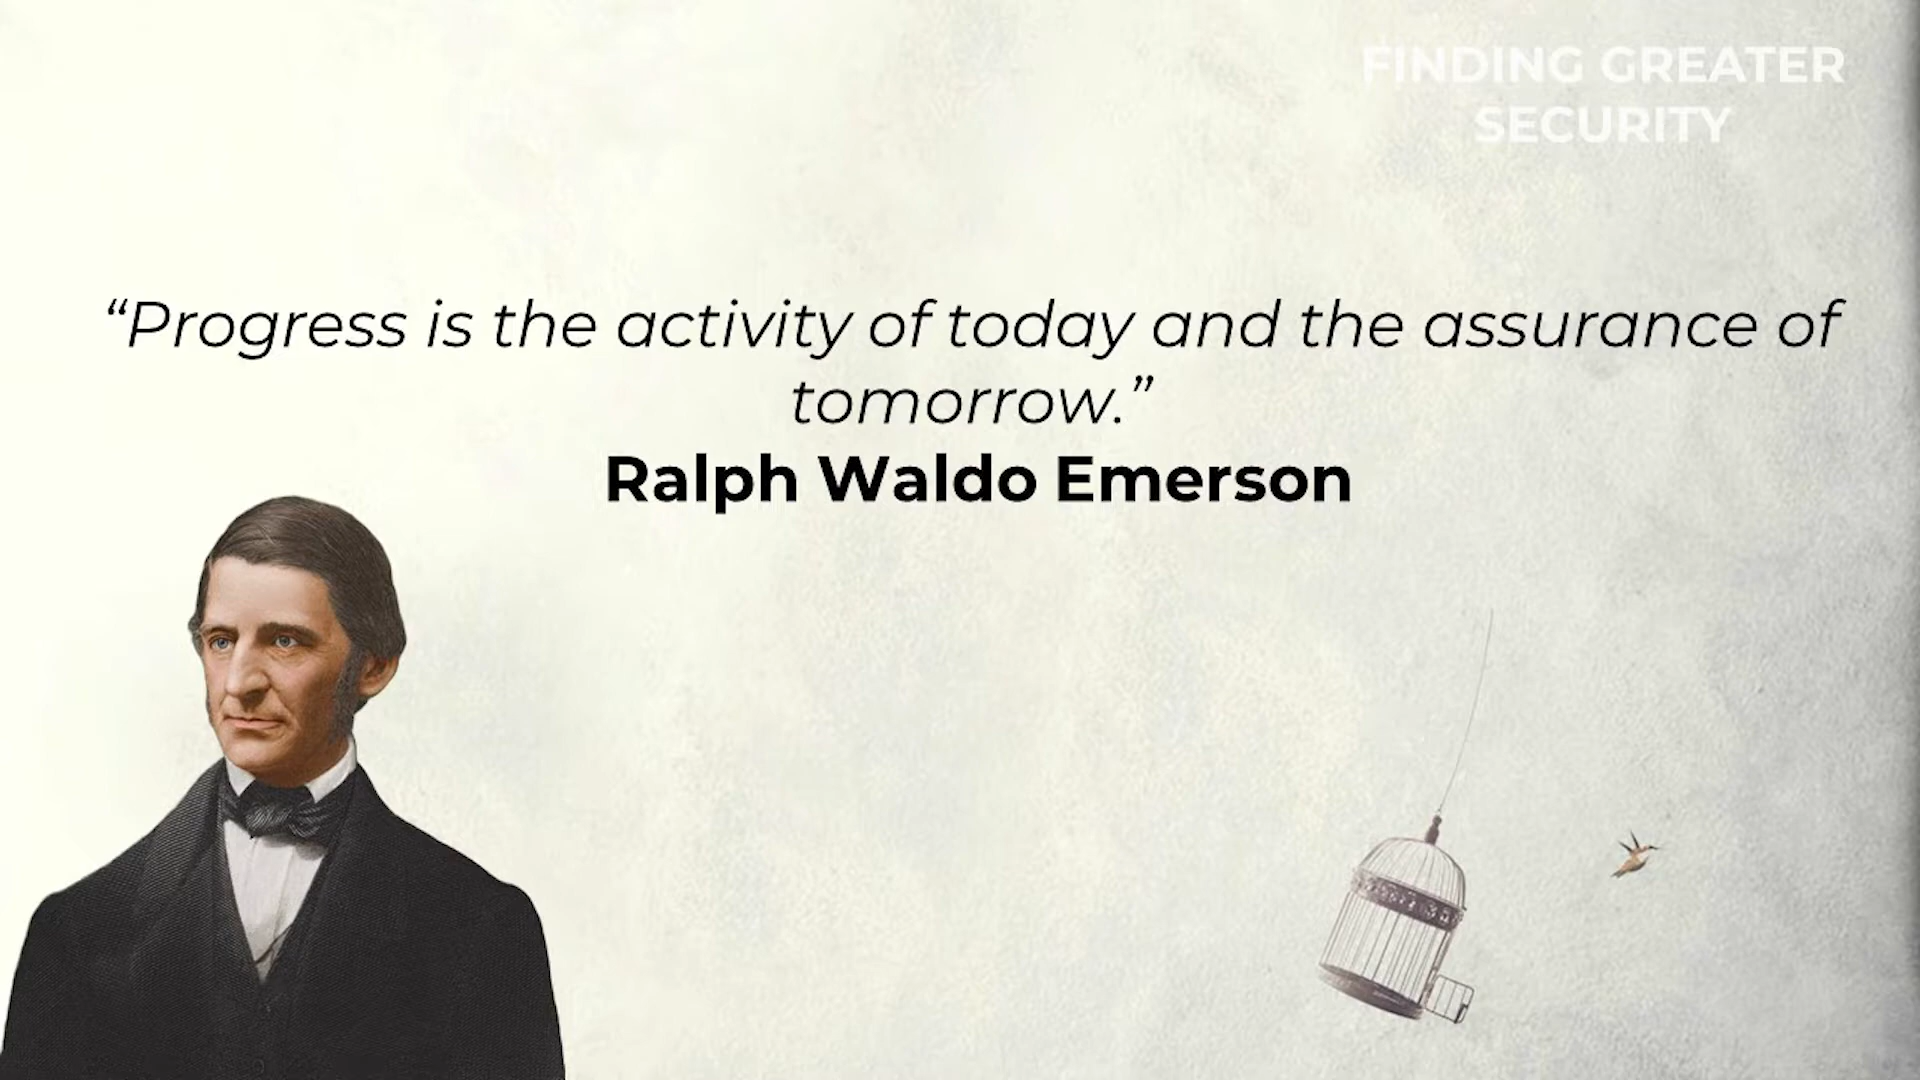 FINDING GREATER
SECURITY
“Progress is the activity of today and the assurance of
tomorrow.”
Ralph Waldo Emerson